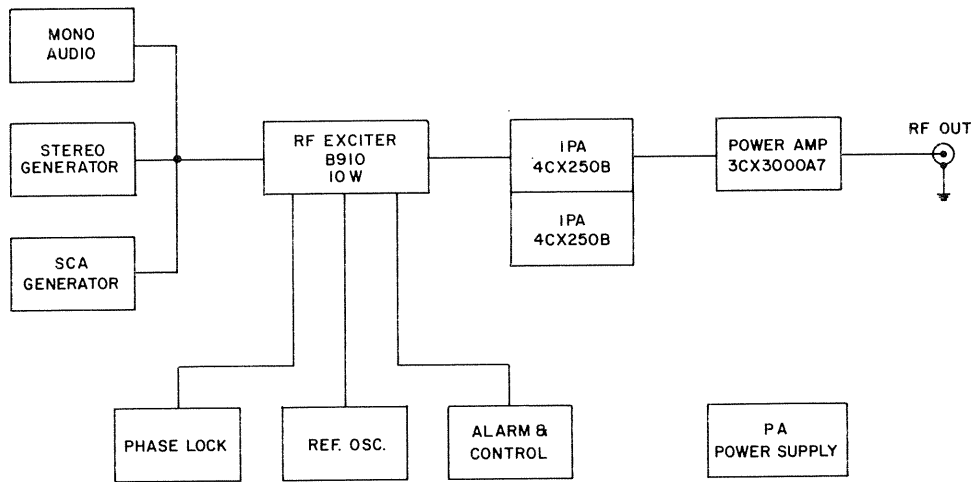 MONO
AUDIO
STEREO
GENERATOR
SCA
GENERATOR
RF EXCITER
B910
10W
IPA
4CX250B
IPA
4CX250B
POWER AMP
3CX3000A7
RF OUT
PHASE LOCK
REF. OSC.
ALARM &
CONTROL
PA
POWER SUPPLY